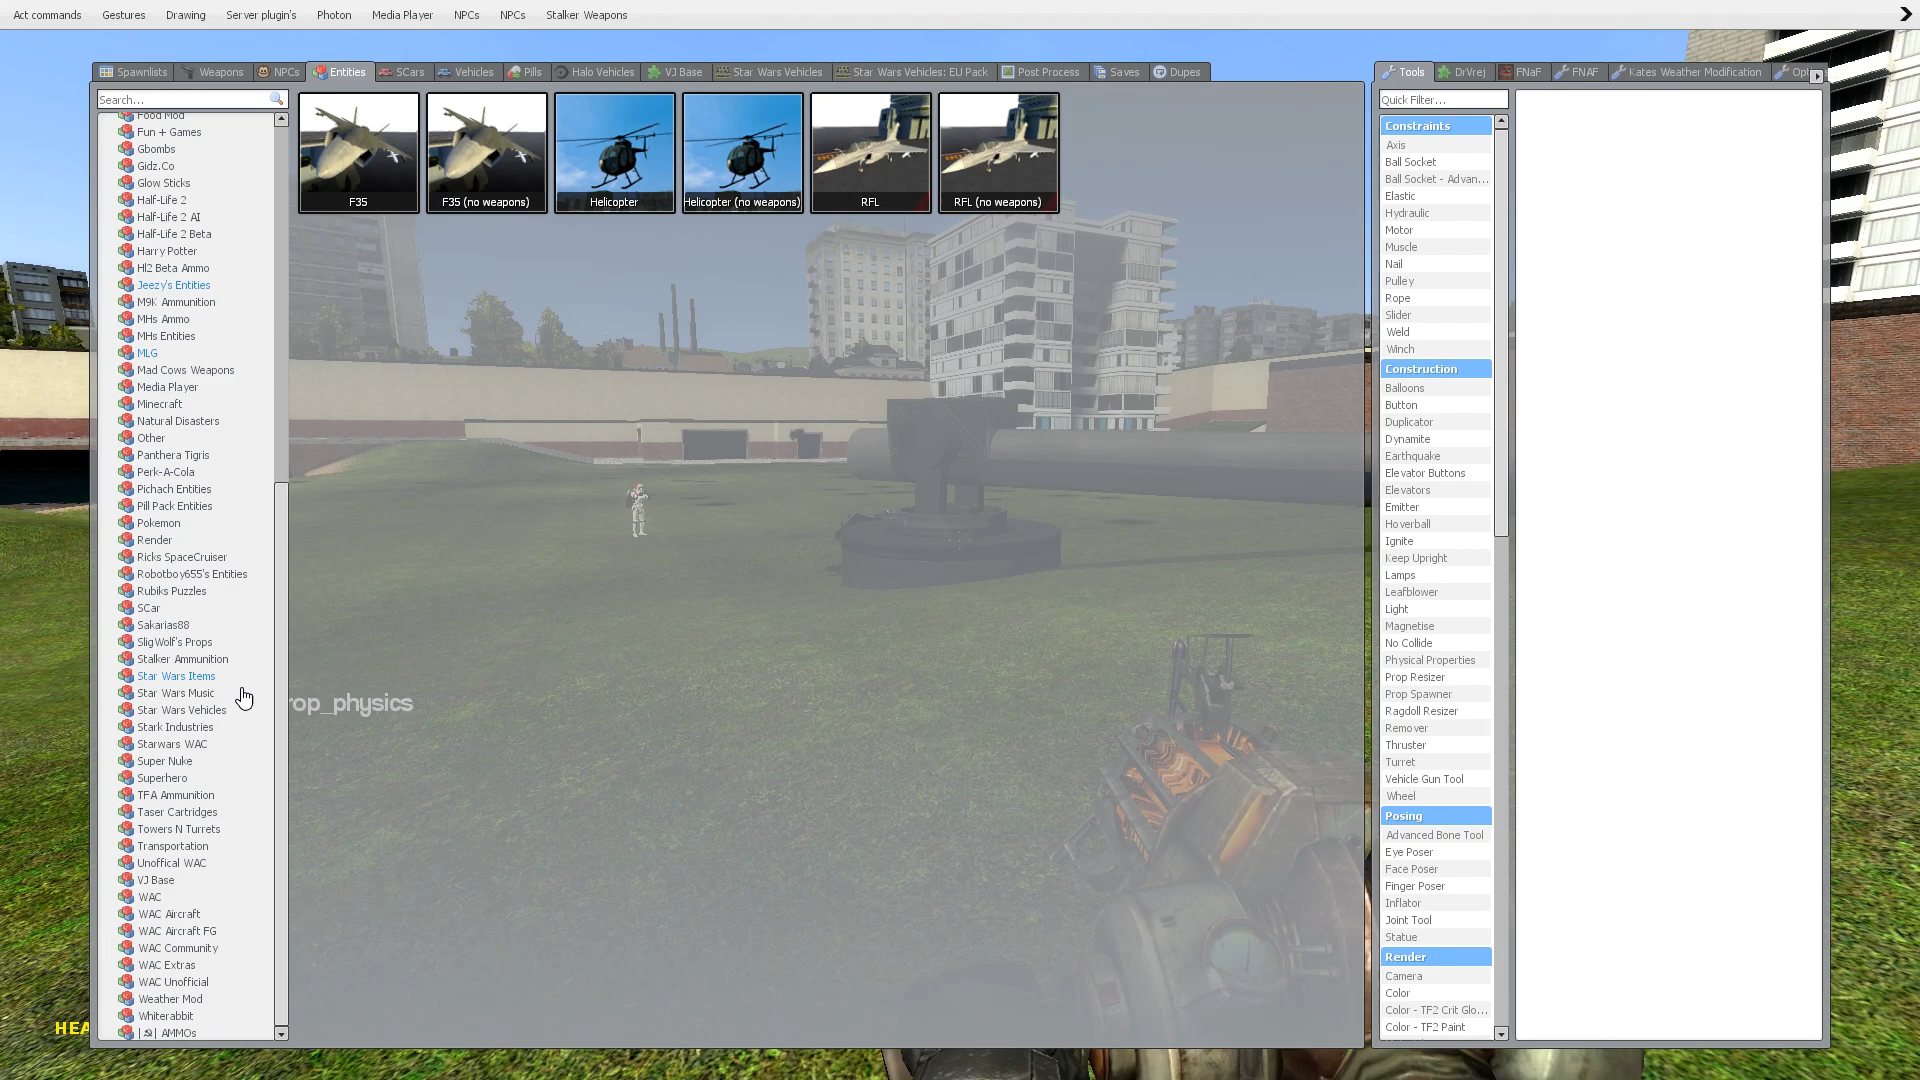 Act commands Gestures Drawing Server plugin's Photon Media Player NPCs NPCs Stalker Weapons
Spawnlists Weapons NPCs Entities SCars Vehicles Pills Halo Vehicles VJ Base Star Wars Vehicles Star Wars Vehicles: EU Pack Post Process Saves Dupes
Search...
Food Mod
Fun + Games
Gbombs
Gidz.Co
Glow Sticks
Half-Life 2
Half-Life 2 AI
Half-Life 2 Beta
Harry Potter
Hl2 Beta Ammo
Jeezy's Entities
M9K Ammunition
MHs Ammo
MHs Entities
MLG
Mad Cows Weapons
Media Player
Minecraft
Natural Disasters
Other
Panthera Tigris
Perk-A-Cola
Pichach Entities
Pill Pack Entities
Pokemon
Render
Ricks SpaceCruiser
Robotboy655's Entities
Rubiks Puzzles
SCar
Sakarias88
SligWolf's Props
Stalker Ammunition
Star Wars Items
Star Wars Music
Star Wars Vehicles
Stark Industries
Starwars WAC
Super Nuke
Superhero
TFA Ammunition
Taser Cartridges
Towers N Turrets
Transportation
Unoffical WAC
VJ Base
WAC
WAC Aircraft
WAC Aircraft FG
WAC Community
WAC Extras
WAC Unofficial
Weather Mod
Whiterabbit
|☭| AMMOs
F35 F35 (no weapons) Helicopter Helicopter (no weapons) RFL RFL (no weapons)
rop_physics
HEA
Tools DrVrej FNaF FNAF Kates Weather Modification Opti
Quick Filter...
Constraints
Axis
Ball Socket
Ball Socket - Advan...
Elastic
Hydraulic
Motor
Muscle
Nail
Pulley
Rope
Slider
Weld
Winch
Construction
Balloons
Button
Duplicator
Dynamite
Earthquake
Elevator Buttons
Elevators
Emitter
Hoverball
Ignite
Keep Upright
Lamps
Leafblower
Light
Magnetise
No Collide
Physical Properties
Prop Resizer
Prop Spawner
Ragdoll Resizer
Remover
Thruster
Turret
Vehicle Gun Tool
Wheel
Posing
Advanced Bone Tool
Eye Poser
Face Poser
Finger Poser
Inflator
Joint Tool
Statue
Render
Camera
Color
Color - TF2 Crit Glo...
Color - TF2 Paint